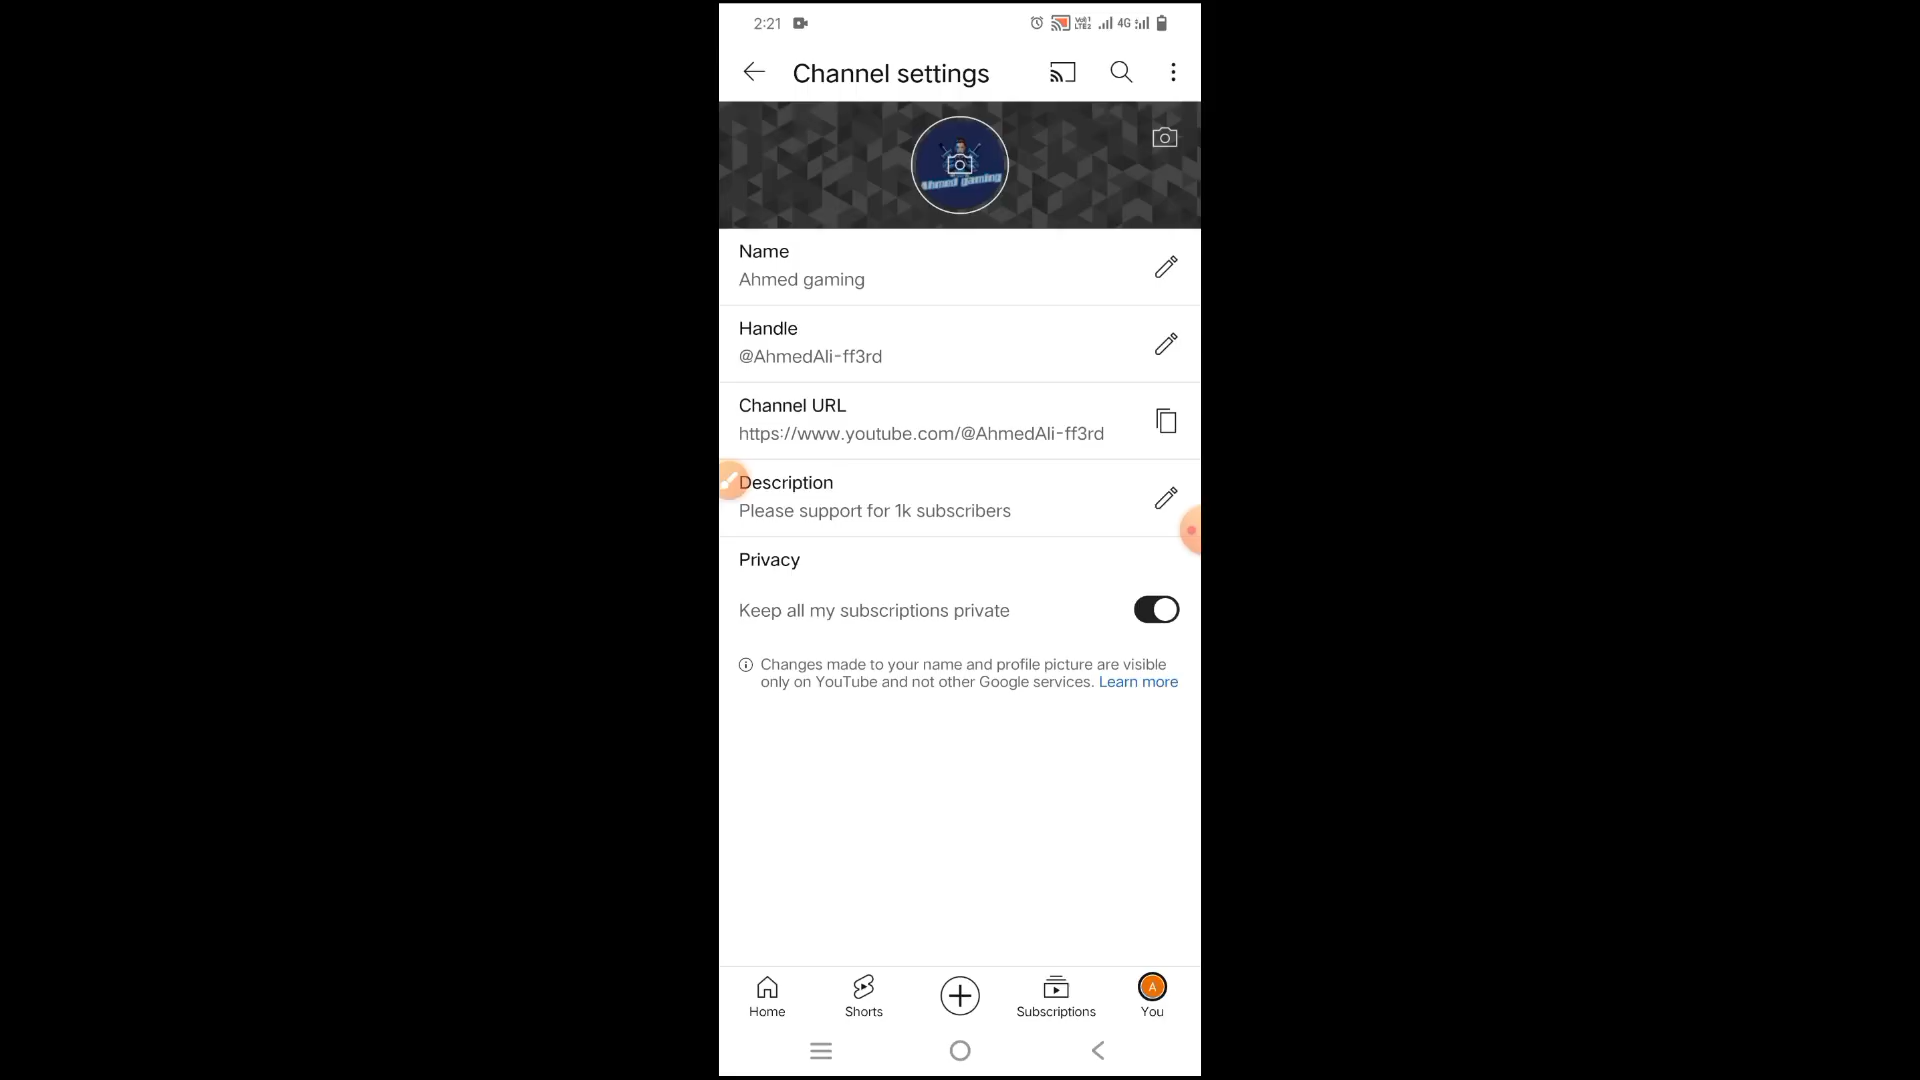 2:21
4G
Channel settings
Ahmed gaming
Name
Ahmed gaming
Handle
@AhmedAli-ff3rd
Channel URL
https://www.youtube.com/@AhmedAli-ff3rd
Description
Please support for 1k subscribers
Privacy
Keep all my subscriptions private
Changes made to your name and profile picture are visible
only on YouTube and not other Google services. Learn more
A
Home
Shorts
Subscriptions
You